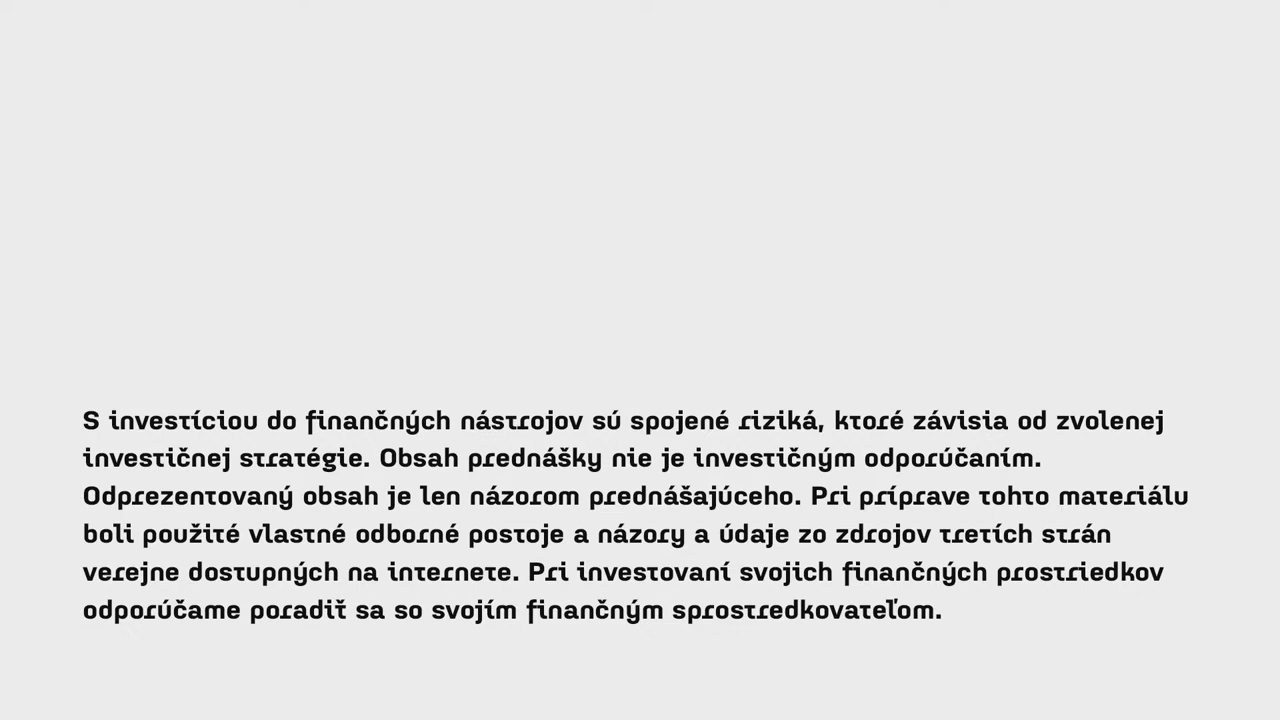 S investíciou do finančných nástrojov sú spojené riziká, ktoré závisia od zvolenej
investičnej stratégie. Obsah prednášky nie je investičným odporúčaním.
Odprezentovaný obsah je len názorom prednášajúceho. Pri príprave tohto materiálu
boli použité vlastné odborné postoje a názory a údaje zo zdrojov tretích strán
verejne dostupných na internete. Pri investovaní svojich finančných prostriedkov
odporúčame poradiť sa so svojím finančným sprostredkovateľom.